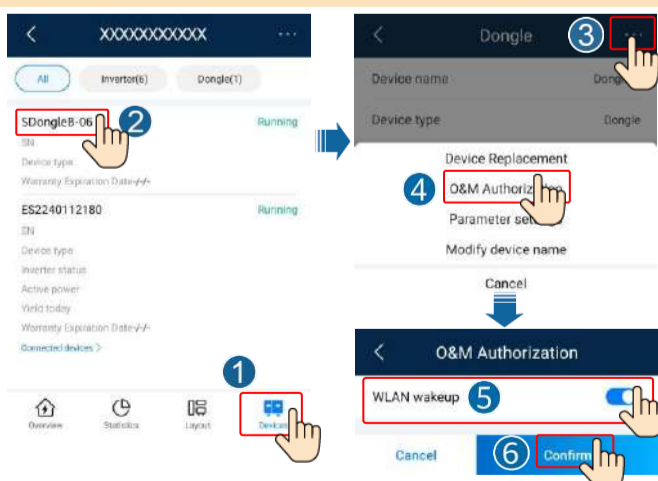 XXXXXXXXXXX
...
All
Inverter(6)
Dongle(1)
SDongleB-06
2
Running
SN
Device type
Warranty Expiration Date-/-/-
ES2240112180
Running
SN
Device type
Inverter status
Active power
Yield today
Warranty Expiration Date-/-/-
Connected devices >
1
Overview
Statistics
Layout
Devices
Dongle
3
...
Device name
Device type
Dongle
Device Replacement
4
O&M Authorization
Modify device name
Parameter
Cancel
O&M Authorization
WLAN wakeup
5
Cancel
6
Confirm